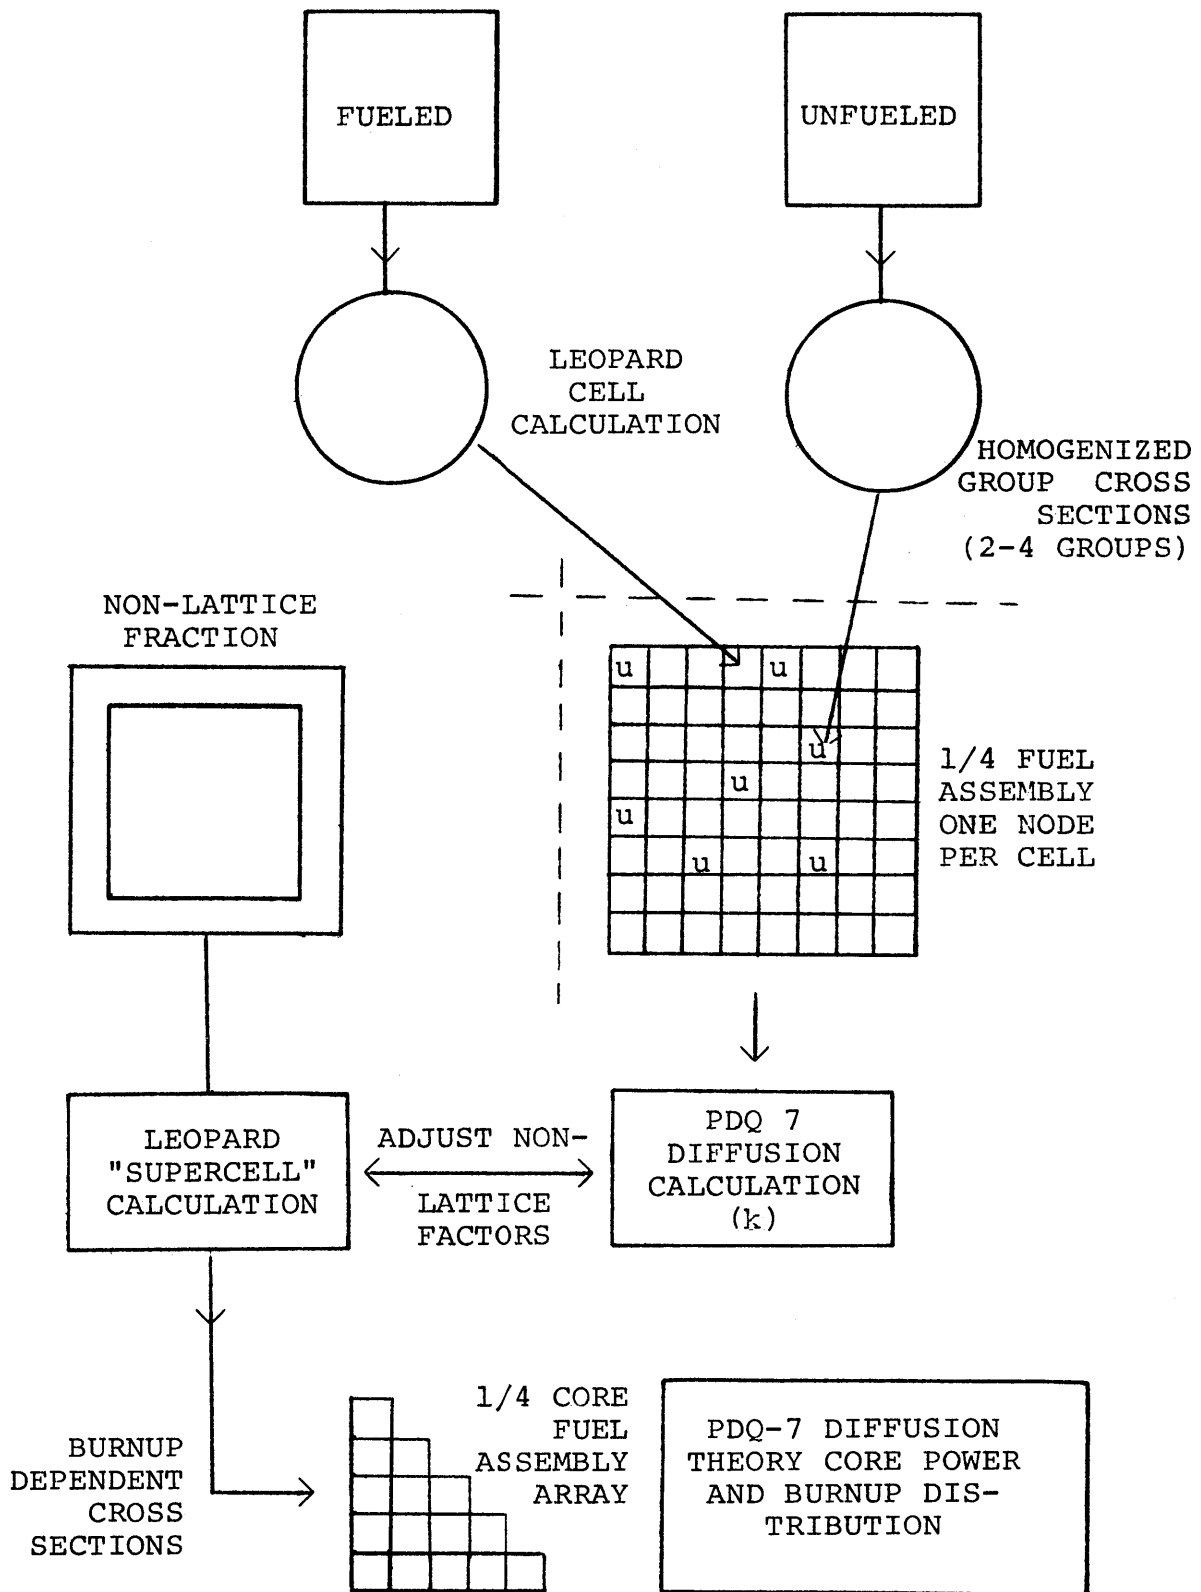 FUELED
UNFUELED
LEOPARD
CELL
CALCULATION
HOMOGENIZED
GROUP CROSS
SECTIONS
(2-4 GROUPS)
NON-LATTICE
FRACTION
u u
u
u
u
u u
1/4 FUEL
ASSEMBLY
ONE NODE
PER CELL
LEOPARD
"SUPERCELL"
CALCULATION
ADJUST NON-
LATTICE
FACTORS
PDQ 7
DIFFUSION
CALCULATION
(k)
BURNUP
DEPENDENT
CROSS
SECTIONS
1/4 CORE
FUEL
ASSEMBLY
ARRAY
PDQ-7 DIFFUSION
THEORY CORE POWER
AND BURNUP DIS-
TRIBUTION